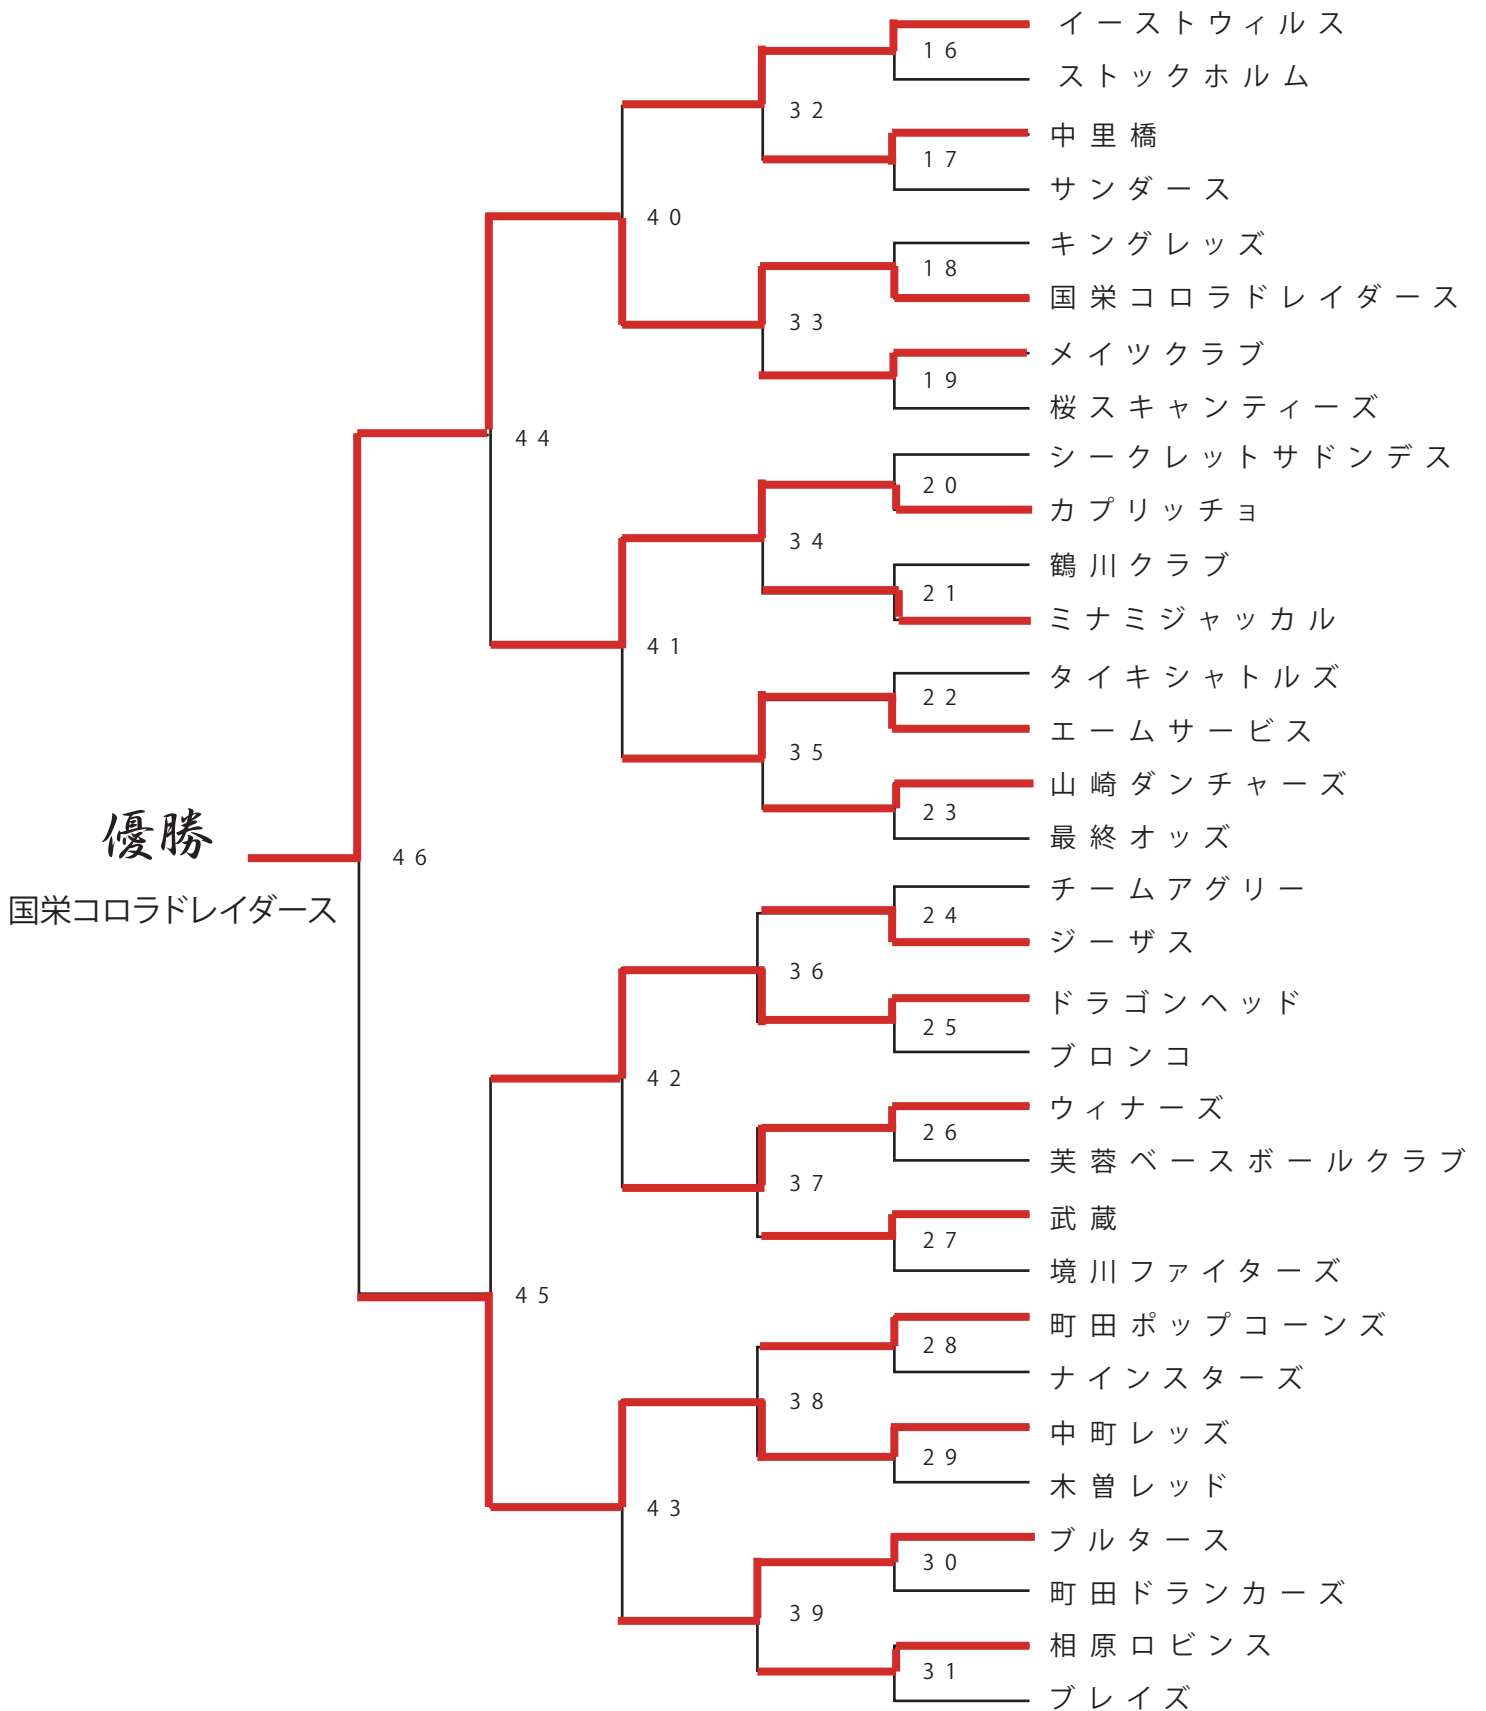 イーストウィルス
16
ストックホルム
32
中里橋
17
サンダース
40
キングレッズ
18
国栄コロラドレイダース
33
メイツクラブ
19
桜スキャンティーズ
44
シークレットサドンデス
20
カプリッチョ
34
鶴川クラブ
21
ミナミジャッカル
41
タイキシャトルズ
22
エームサービス
35
山崎ダンチャーズ
23
最終オッズ
優勝
46
国栄コロラドレイダース
チームアグリー
24
ジーザス
36
ドラゴンヘッド
25
ブロンコ
42
ウィナーズ
26
芙蓉ベースボールクラブ
37
武蔵
27
境川ファイターズ
45
町田ポップコーンズ
28
ナインスターズ
38
中町レッズ
29
木曽レッド
43
ブルタース
30
町田ドランカーズ
39
相原ロビンス
31
ブレイズ